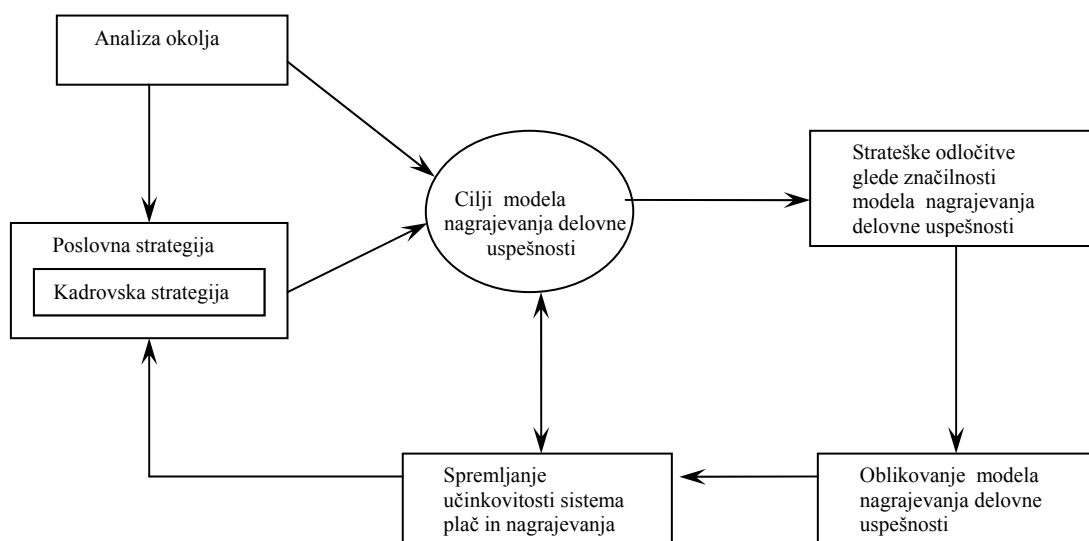 Analiza okolja
Poslovna strategija
Kadrovska strategija
Cilji modela
nagrajevanja delovne
uspešnosti
Strateške odločitve
glede značilnosti
modela nagrajevanja
delovne uspešnosti
Spremljanje
učinkovitosti sistema
plač in nagrajevanja
Oblikovanje modela
nagrajevanja delovne
uspešnosti